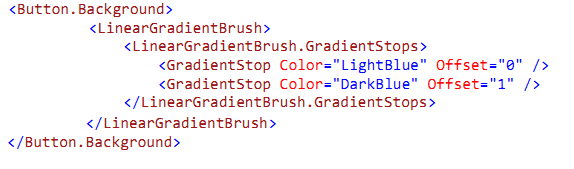 <Button.Background>
<LinearGradientBrush>
<LinearGradientBrush.GradientStops>
<GradientStop Color="LightBlue" Offset="0" />
<GradientStop Color="DarkBlue" Offset="1" />
</LinearGradientBrush.GradientStops>
</LinearGradientBrush>
</Button.Background>